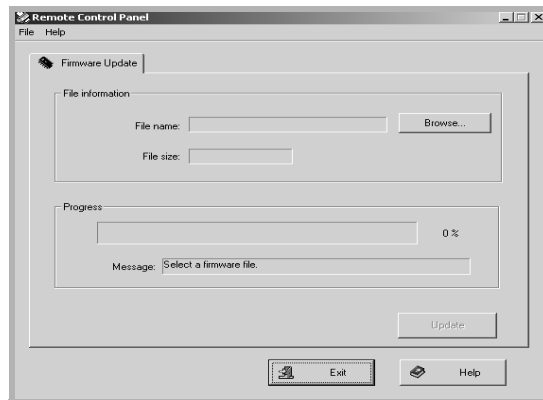 Remote Control Panel
File Help
Firmware Update
File information
File name: Browse...
File size:
Progress
0 %
Message: Select a firmware file.
Update
Exit Help